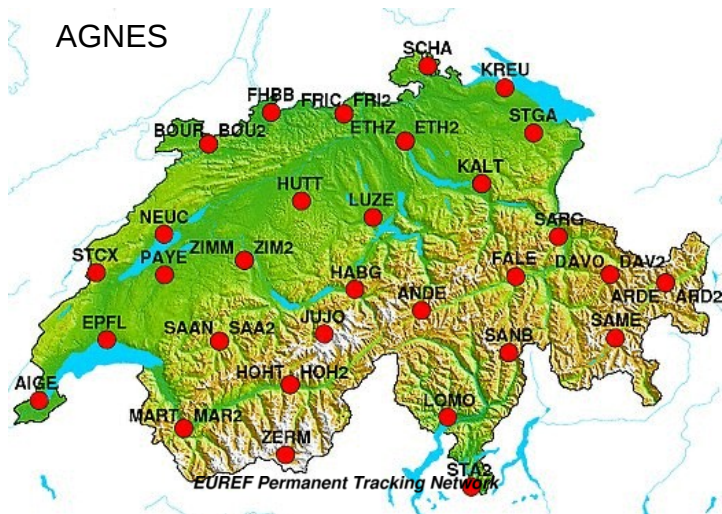 AGNES
SCHA
KREU
FHBB
FRIC FRI2
STGA
BOUR BOU2
ETHZ ETH2
KALT
HUTT
LUZE
NEUC
SARG
ZIMM ZIM2
STCX
PAYE
FALE
DAVO DAV2
HABG
ARDE ARD2
ANDE
EPFL
SAAN SAA2
JUJO
SANB
SAME
HOHT HOH2
AIGE
LOMO
MART MAR2
ZERM
STA2
EUREF Permanent Tracking Network